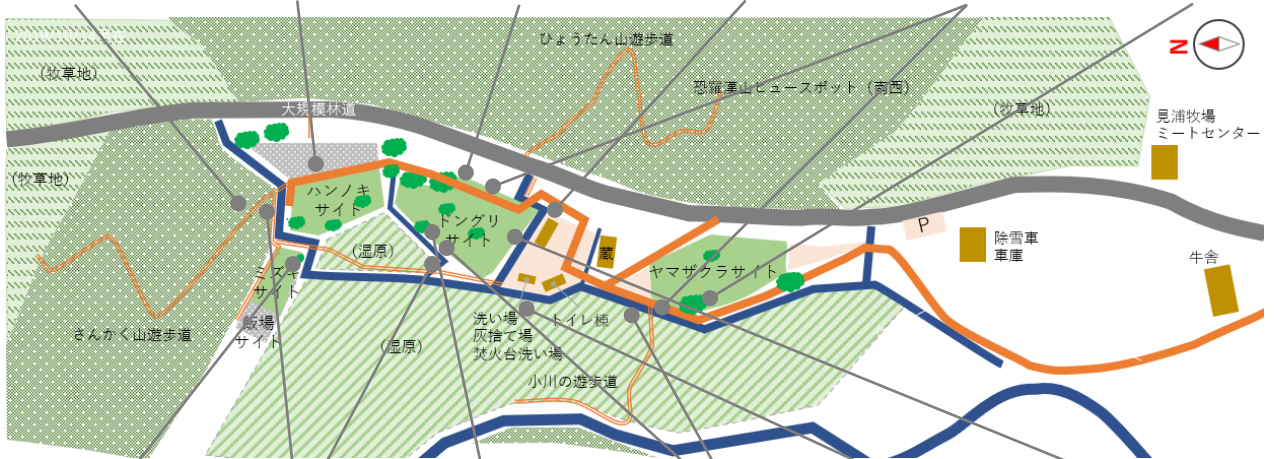 (牧草地)
ひょうたん山遊歩道
恐羅漢山ビュースポット(南西)
大規模林道
(牧草地)
N
見浦牧場
ミートセンター
(牧草地)
ハンノキ
サイト
ドングリ
サイト
P
除雪車
車庫
牛舎
(湿原)
蔵
ヤマザクラサイト
ミズキ
サイト
飯場
サイト
さんかく山遊歩道
(湿原)
洗い場
灰捨て場
焚火台洗い場
トイレ棟
小川の遊歩道